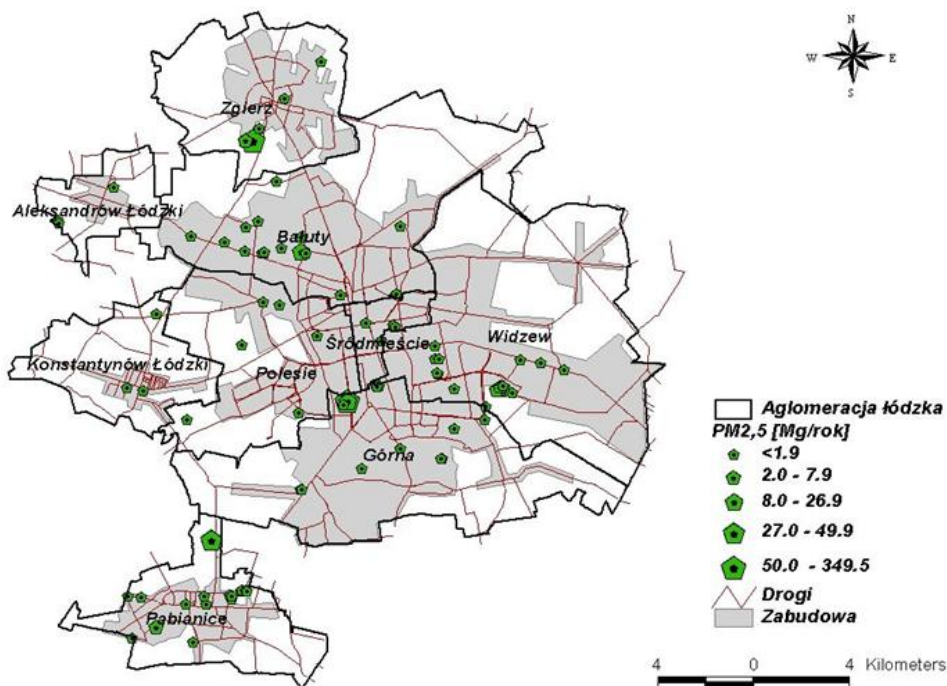 N
W E
S
Zgierz
Aleksandrów Łódzki
Bałuty
Widzew
Śródmieście
Konstantynów Łódzki
Polesie
Górna
Pabianice
Aglomeracja łódzka
PM2,5 [Mg/rok]
<1.9
2.0 - 7.9
8.0 - 26.9
27.0 - 49.9
50.0 - 349.5
Drogi
Zabudowa
4 0 4 Kilometers